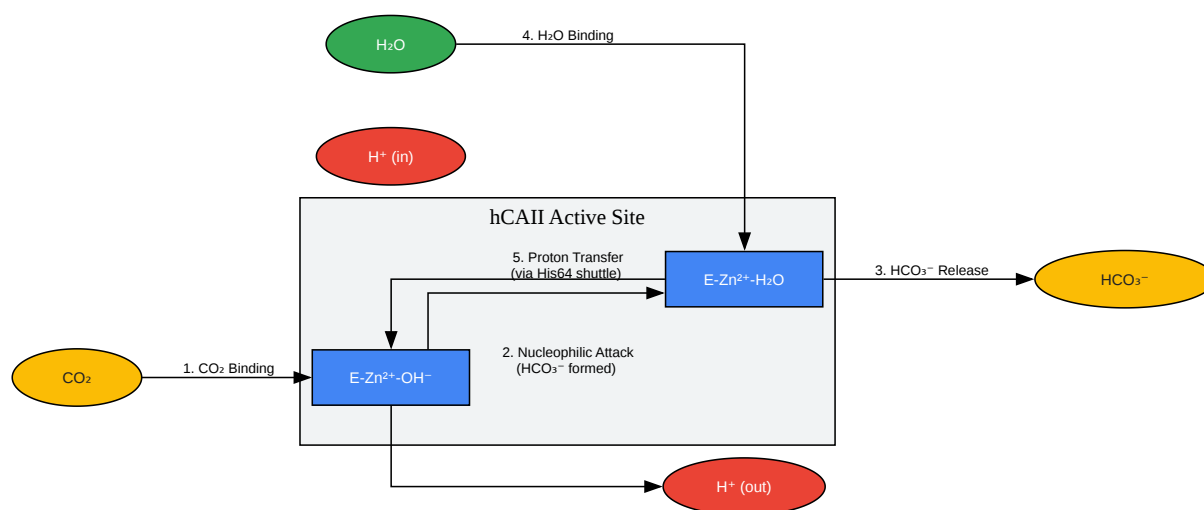 H₂O
4. H₂O Binding
H⁺ (in)
hCAII Active Site
5. Proton Transfer
(via His64 shuttle)
E-Zn²⁺-H₂O
3. HCO₃⁻ Release
HCO₃⁻
CO₂
1. CO₂ Binding
E-Zn²⁺-OH⁻
2. Nucleophilic Attack
(HCO₃⁻ formed)
H⁺ (out)